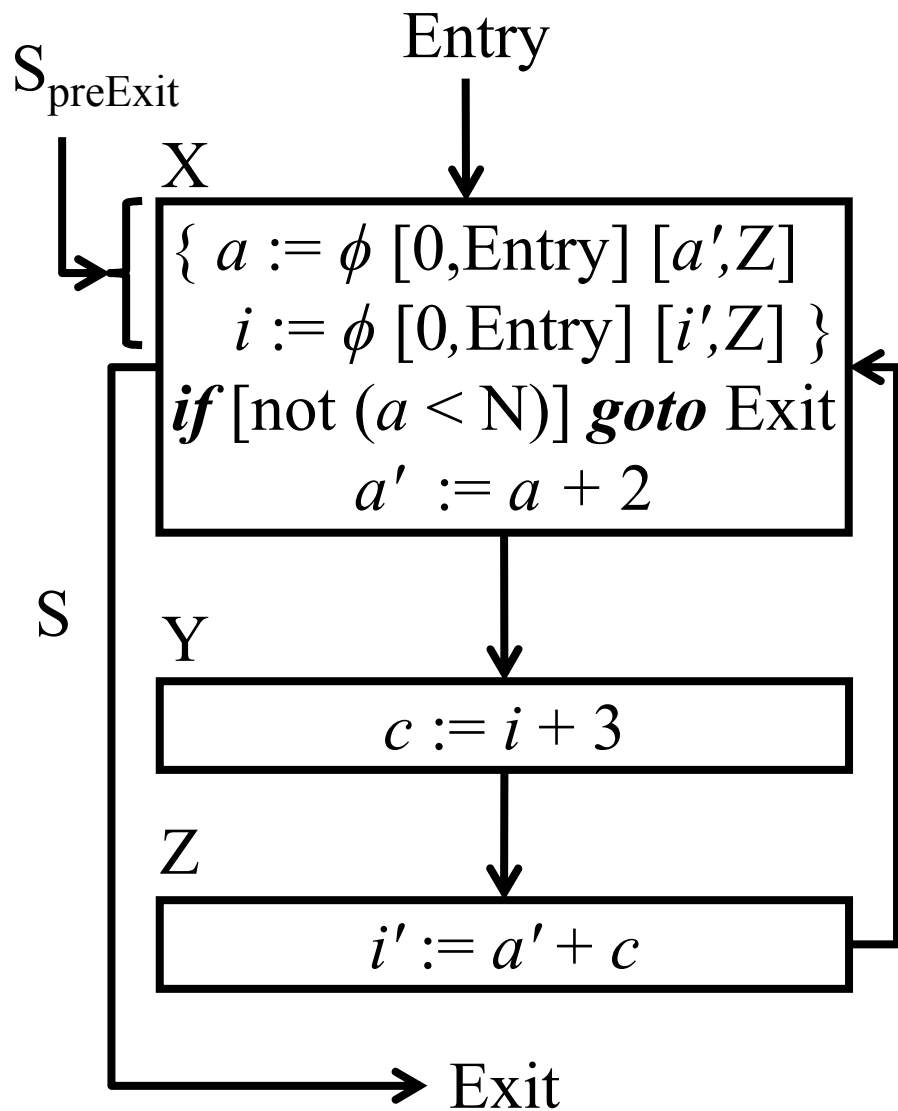 Entry
S_preExit
X
{ a := ϕ [0,Entry] [a′,Z]
i := ϕ [0,Entry] [i′,Z] }
if [not (a < N)] goto Exit
a′ := a + 2
S
Y
c := i + 3
Z
i′ := a′ + c
Exit